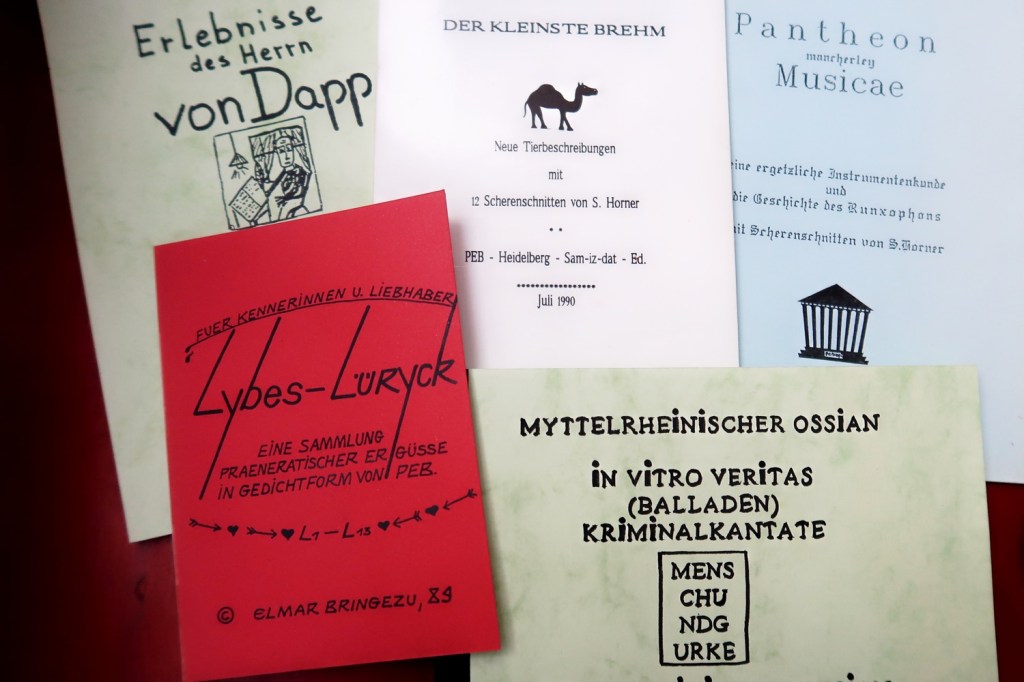 Erlebnisse
des Herrn
von Dapp
DER KLEINSTE BREHM
Neue Tierbeschreibungen
mit
12 Scherenschnitten von S. Horner
PEB - Heidelberg - Sam-iz-dat - Ed.
Juli 1990
Pantheon
mancherley
Musicae
eine ergetzliche Instrumentenkunde
und
die Geschichte des Runxophons
mit Scherenschnitten von S.Horner
FUER KENNERINNEN U. LIEBHABER
Lybes-Lüryck
EINE SAMMLUNG
PRAENERATISCHER ERGÜSSE
IN GEDICHTFORM VON PEB.
L1-L13
© ELMAR BRINGEZU, 89
MYTTELRHEINISCHER OSSIAN
IN VITRO VERITAS
(BALLADEN)
KRIMINALKANTATE
MENS
CHU
NDG
URKE